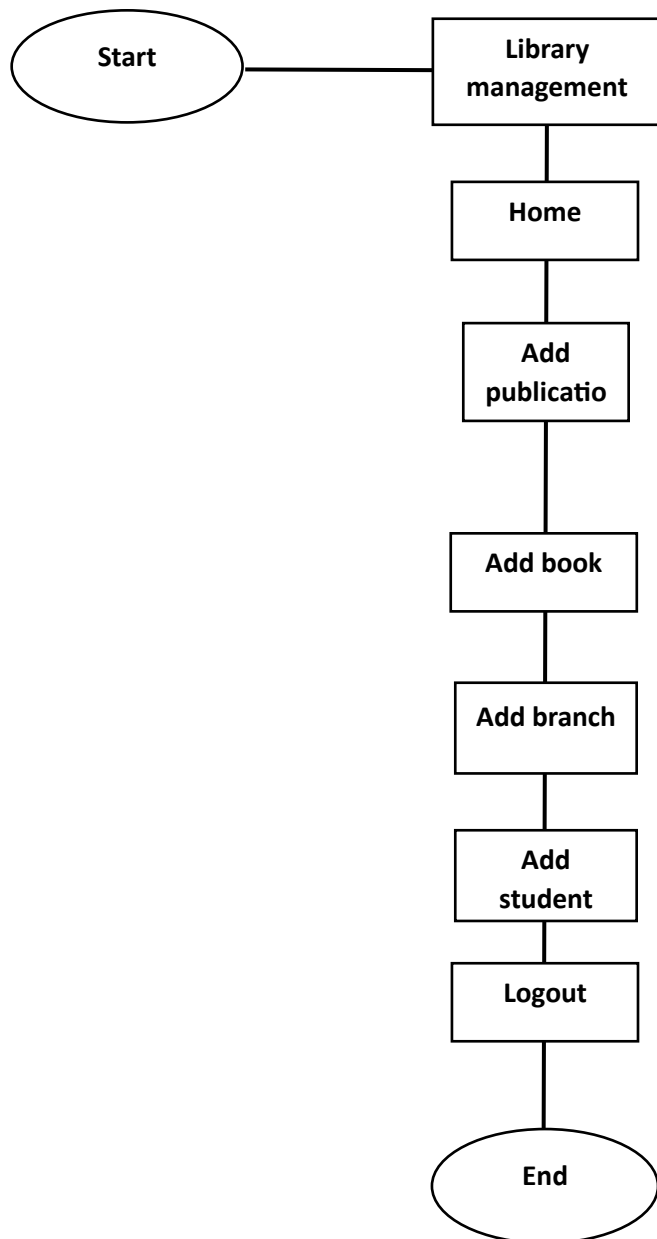 Start
Library
management
Home
Add
publicatio
Add book
Add branch
Add
student
Logout
End